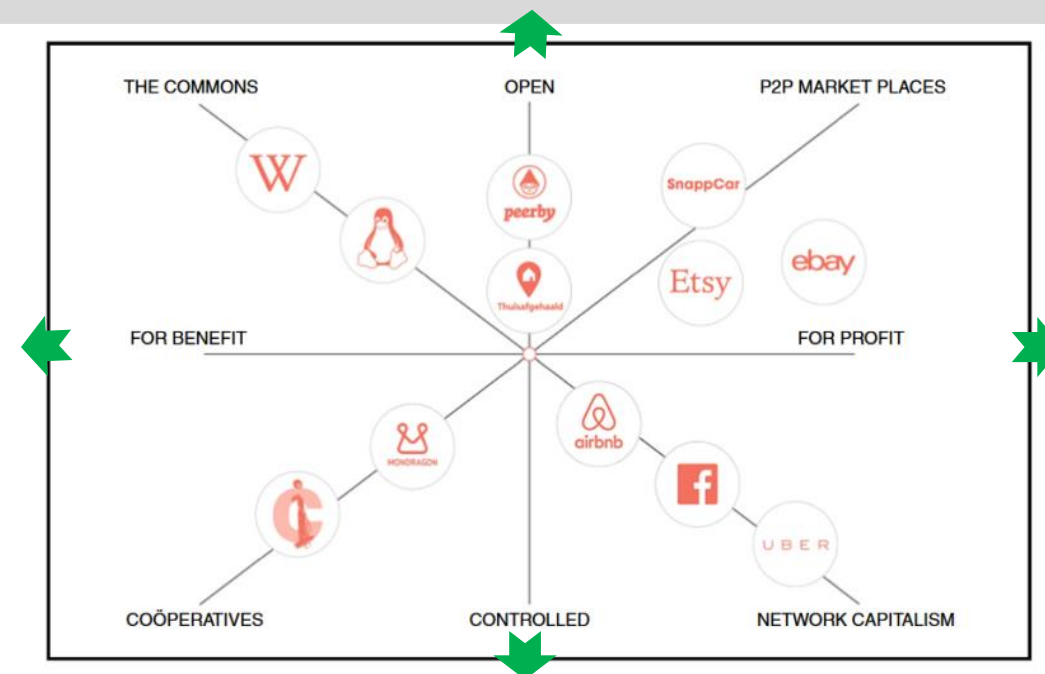 THE COMMONS
OPEN
P2P MARKET PLACES
W
peerby
SnappCar
Thuisafgehaald
Etsy
ebay
FOR BENEFIT
FOR PROFIT
MONDRAGON
airbnb
f
C
UBER
COÖPERATIVES
CONTROLLED
NETWORK CAPITALISM